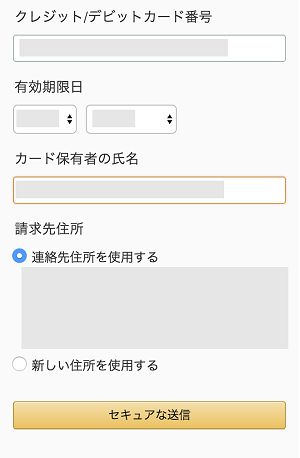 クレジット/デビットカード番号
有効期限日
カード保有者の氏名
請求先住所
連絡先住所を使用する
新しい住所を使用する
セキュアな送信